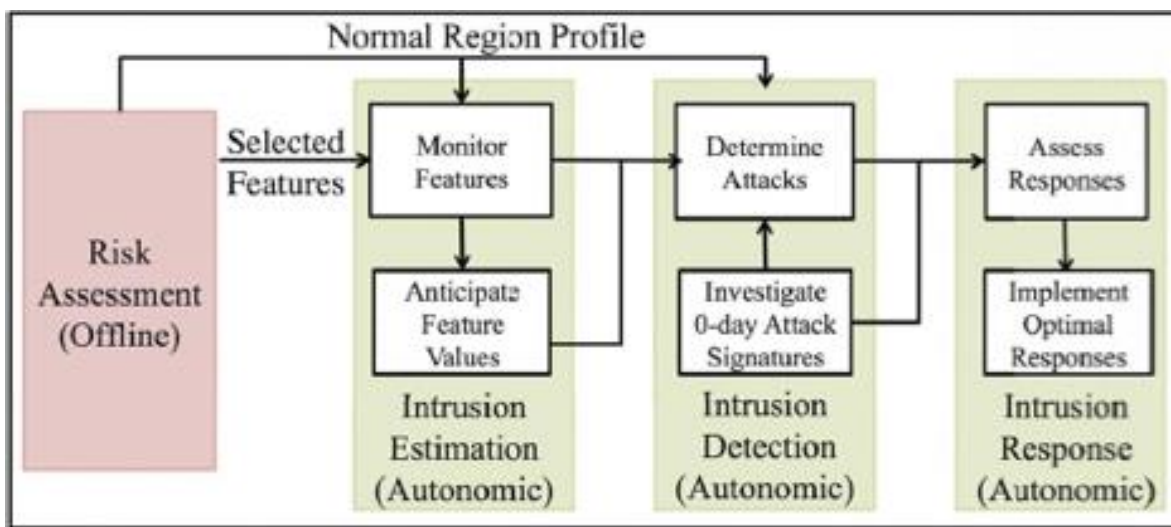 Normal Region Profile
Selected
Features
Risk
Assessment
(Offline)
Monitor
Features
Anticipate
Feature
Values
Intrusion
Estimation
(Autonomic)
Determine
Attacks
Investigate
0-day Attack
Signatures
Intrusion
Detection
(Autonomic)
Assess
Responses
Implement
Optimal
Responses
Intrusion
Response
(Autonomic)